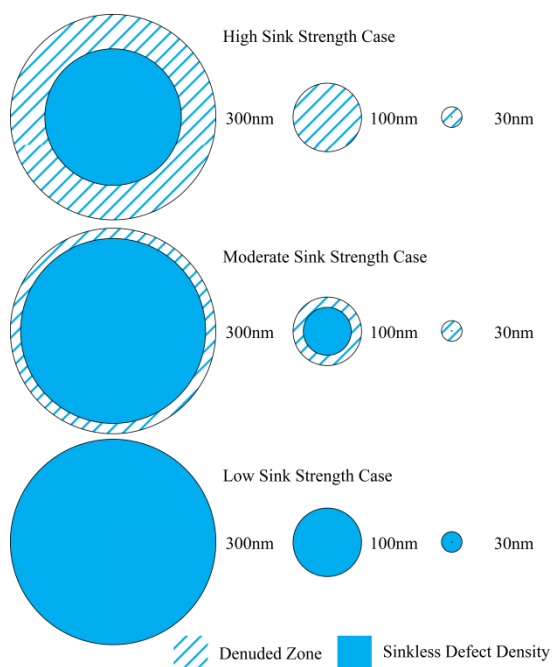 High Sink Strength Case
300nm 100nm 30nm
Moderate Sink Strength Case
300nm 100nm 30nm
Low Sink Strength Case
300nm 100nm 30nm
Denuded Zone Sinkless Defect Density